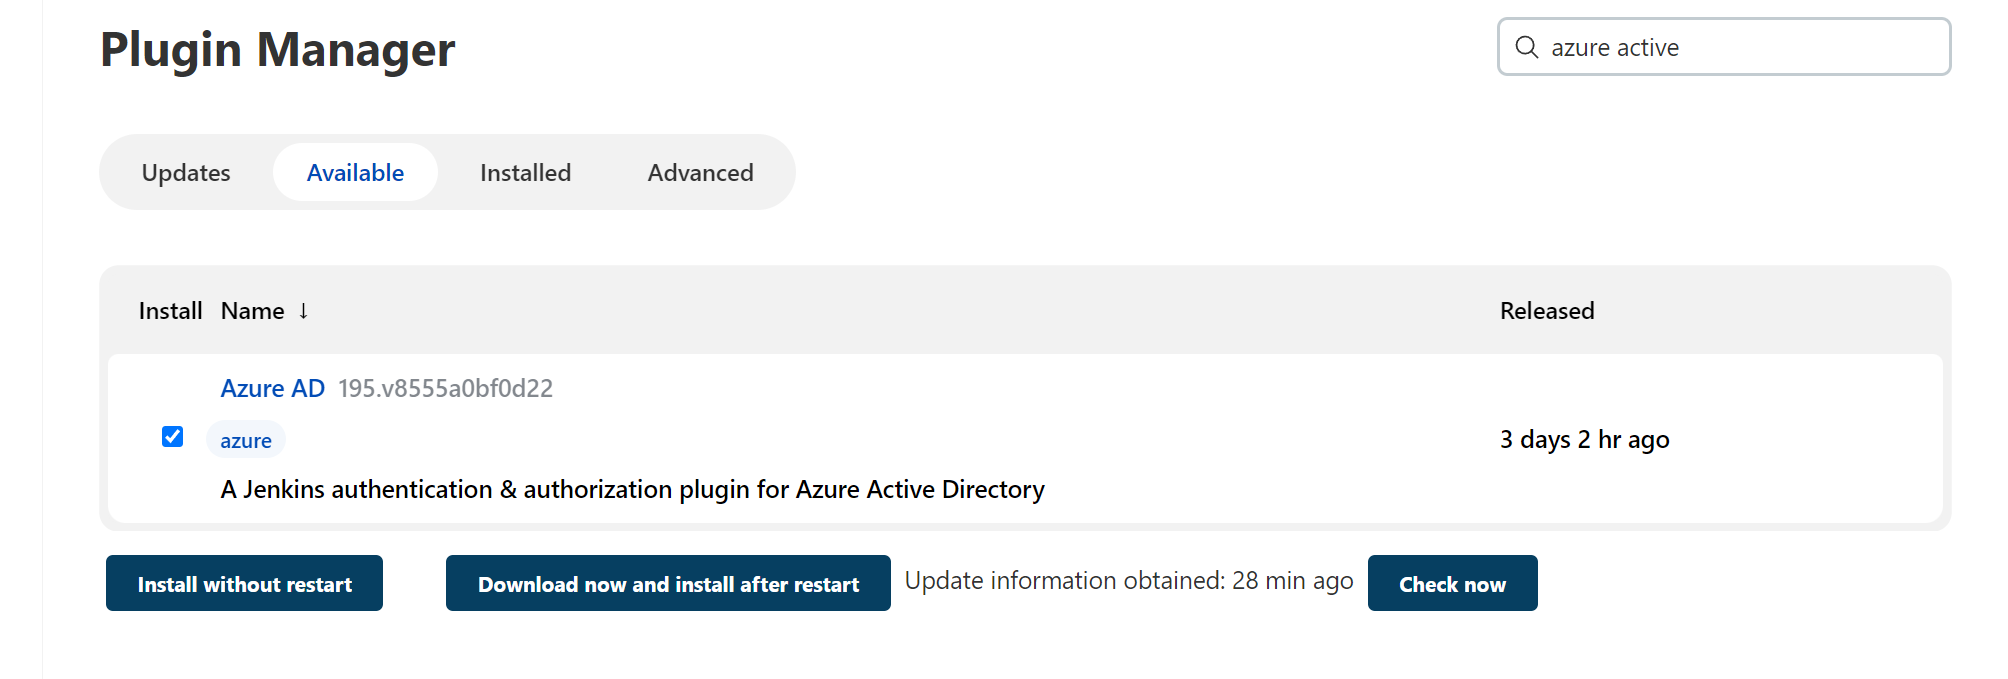 Plugin Manager
azure active
Updates Available Installed Advanced
Install Name ↓ Released
Azure AD 195.v8555a0bf0d22
azure
3 days 2 hr ago
A Jenkins authentication & authorization plugin for Azure Active Directory
Install without restart Download now and install after restart Update information obtained: 28 min ago Check now